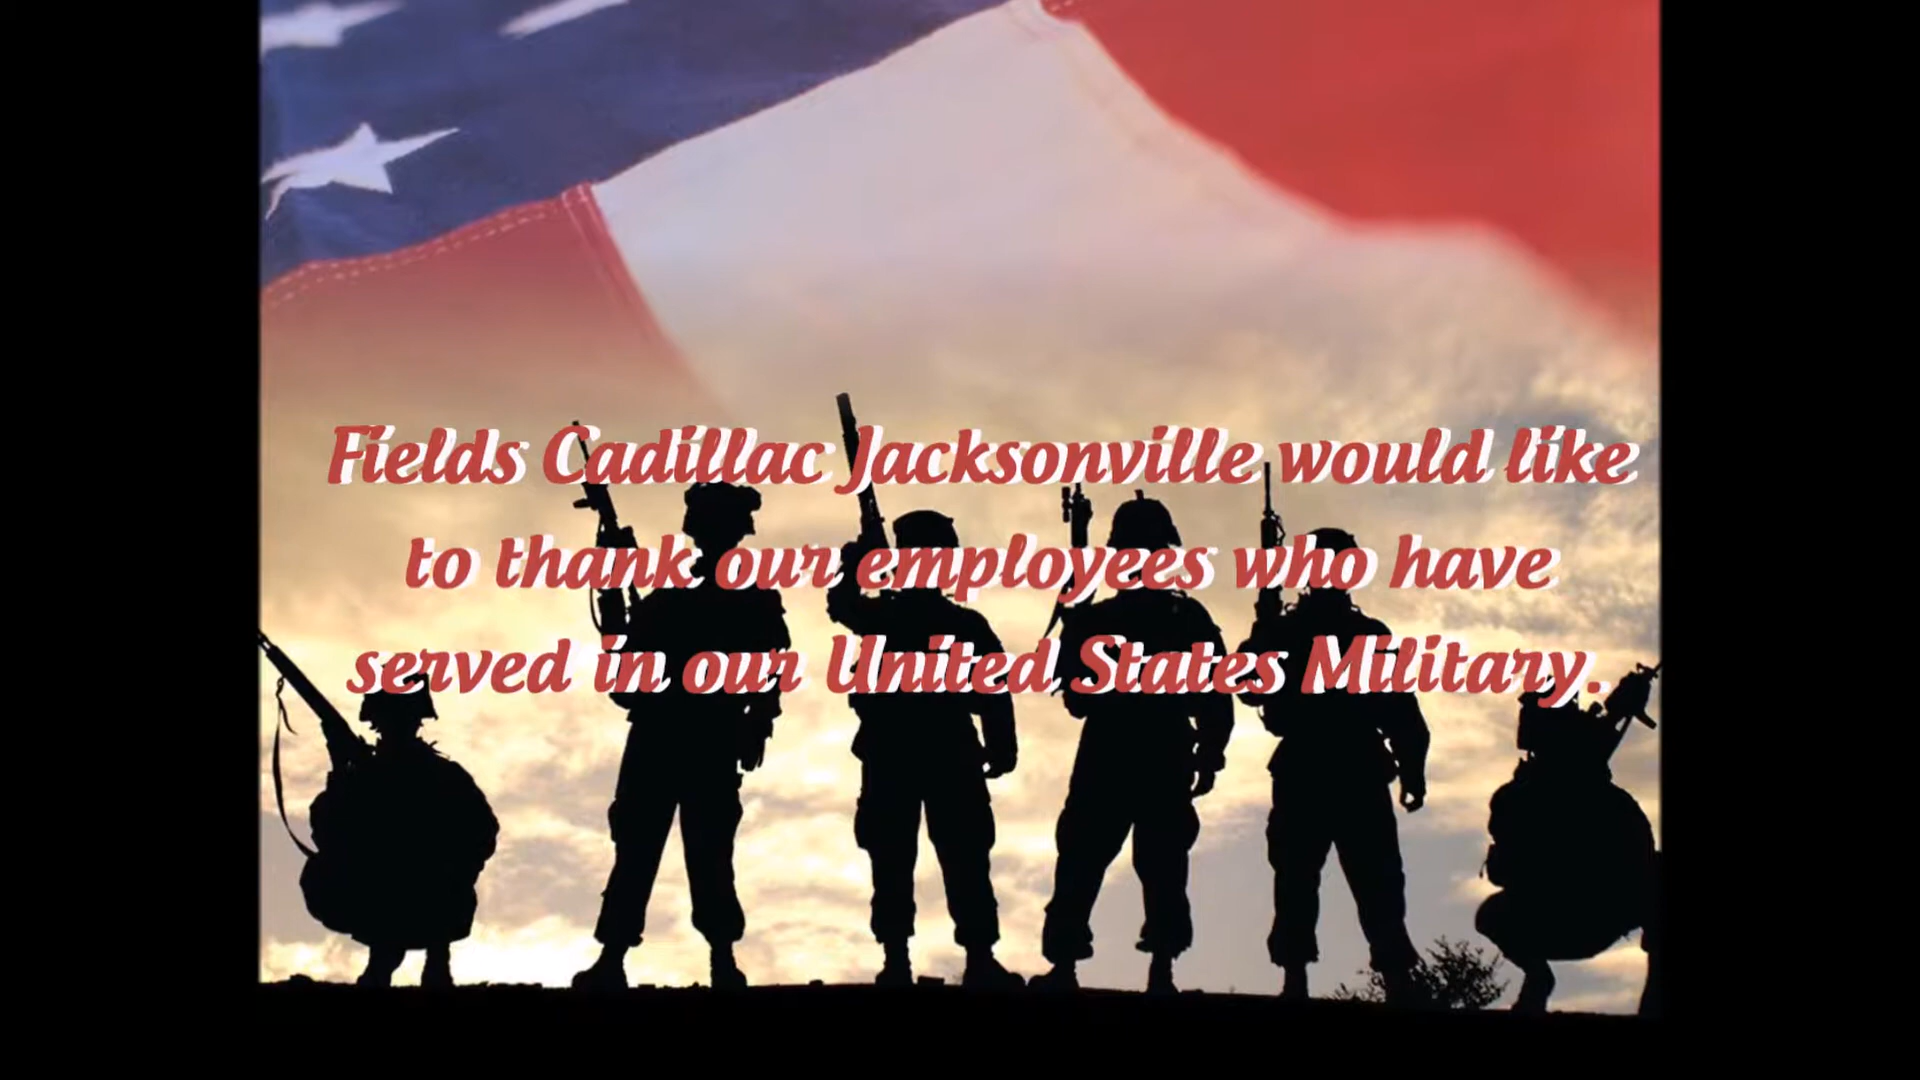 Fields Cadillac Jacksonville would like
to thank our employees who have
served in our United States Military.